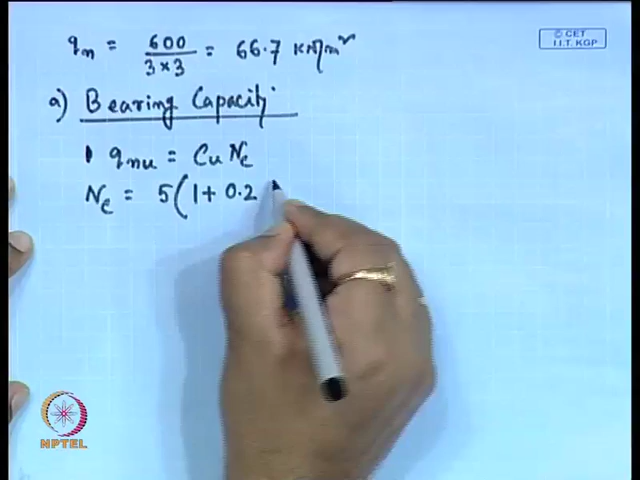 © CET
I.I.T. KGP
qn = 600 / 3 × 3 = 66.7 kN/m²
a) Bearing Capacity
qnu = Cu Nc
Nc = 5 ( 1 + 0.2
NPTEL